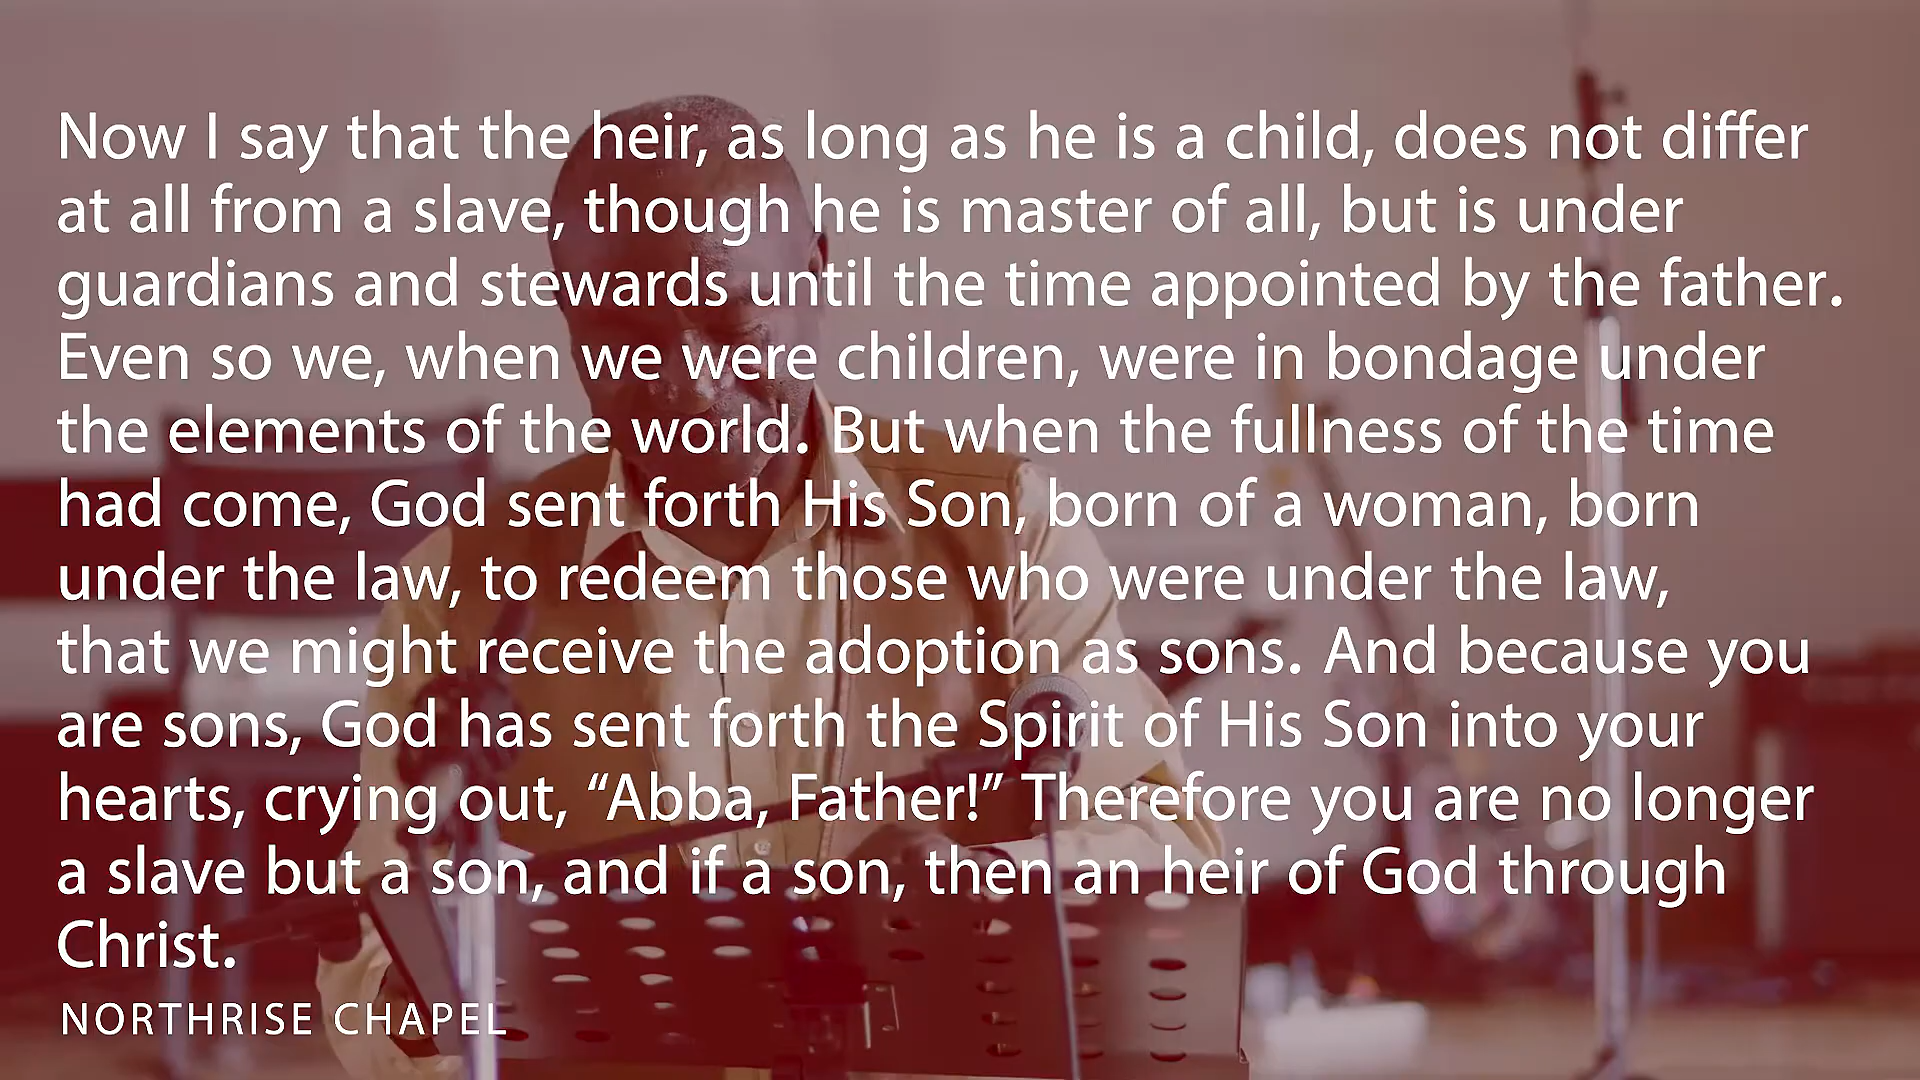 Now I say that the heir, as long as he is a child, does not differ
at all from a slave, though he is master of all, but is under
guardians and stewards until the time appointed by the father.
Even so we, when we were children, were in bondage under
the elements of the world. But when the fullness of the time
had come, God sent forth His Son, born of a woman, born
under the law, to redeem those who were under the law,
that we might receive the adoption as sons. And because you
are sons, God has sent forth the Spirit of His Son into your
hearts, crying out, “Abba, Father!” Therefore you are no longer
a slave but a son, and if a son, then an heir of God through
Christ.
NORTHRISE CHAPEL